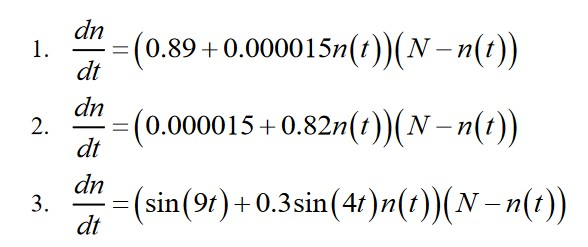 1. dn/dt = (0.89 + 0.000015n(t))(N − n(t))
2. dn/dt = (0.000015 + 0.82n(t))(N − n(t))
3. dn/dt = (sin(9t) + 0.3sin(4t)n(t))(N − n(t))